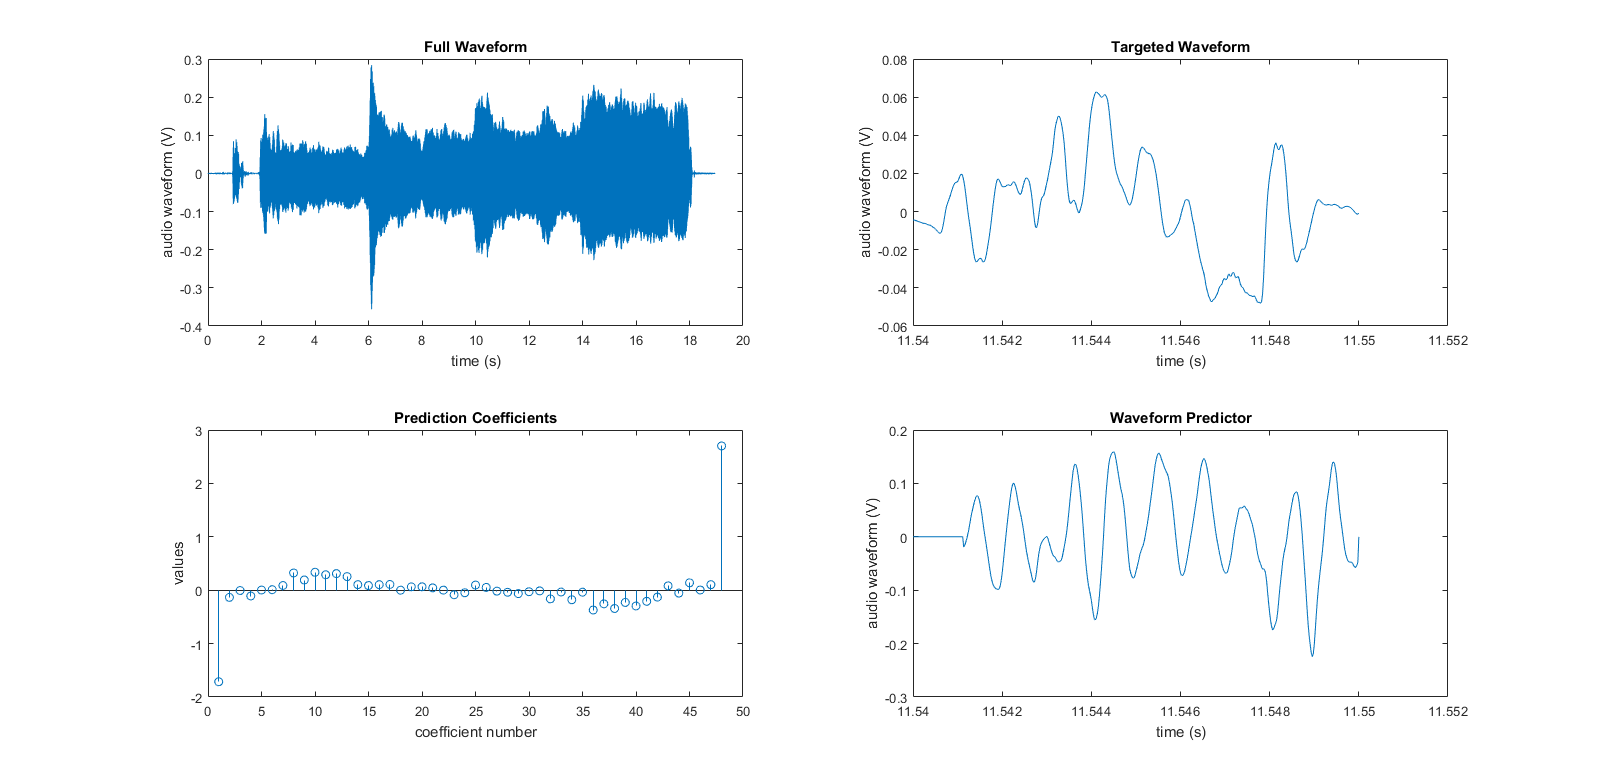 Full Waveform
0.3
0.2
0.1
0
-0.1
-0.2
-0.3
-0.4
audio waveform (V)
0 2 4 6 8 10 12 14 16 18 20
time (s)
Targeted Waveform
0.08
0.06
0.04
0.02
0
-0.02
-0.04
-0.06
audio waveform (V)
11.54 11.542 11.544 11.546 11.548 11.55 11.552
time (s)
Prediction Coefficients
3
2
1
0
-1
-2
values
0 5 10 15 20 25 30 35 40 45 50
coefficient number
Waveform Predictor
0.2
0.1
0
-0.1
-0.2
-0.3
audio waveform (V)
11.54 11.542 11.544 11.546 11.548 11.55 11.552
time (s)